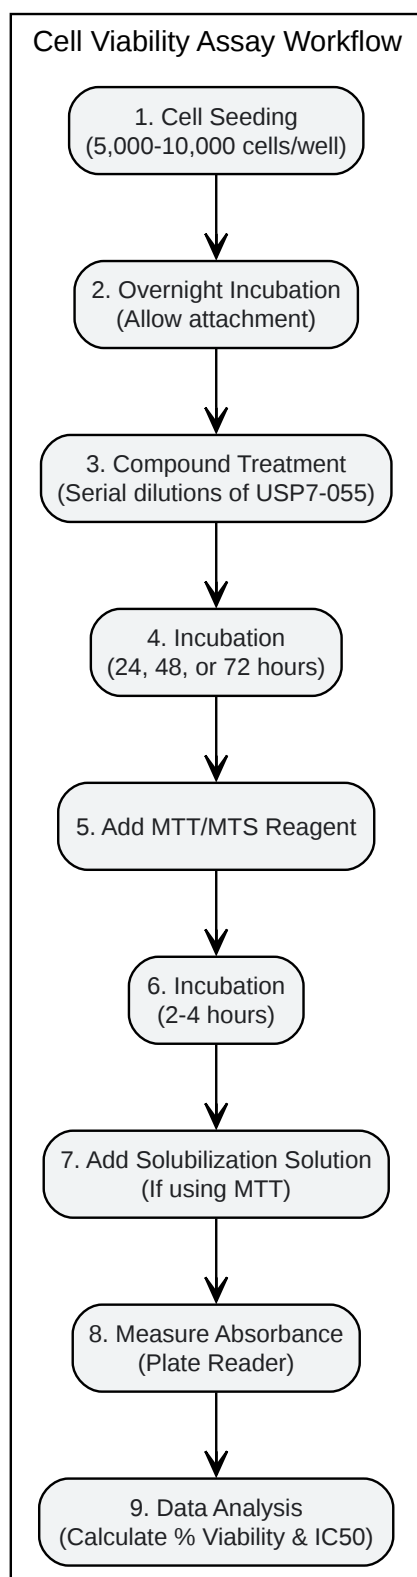 Cell Viability Assay Workflow
1. Cell Seeding
(5,000-10,000 cells/well)
2. Overnight Incubation
(Allow attachment)
3. Compound Treatment
(Serial dilutions of USP7-055)
4. Incubation
(24, 48, or 72 hours)
5. Add MTT/MTS Reagent
6. Incubation
(2-4 hours)
7. Add Solubilization Solution
(If using MTT)
8. Measure Absorbance
(Plate Reader)
9. Data Analysis
(Calculate % Viability & IC50)